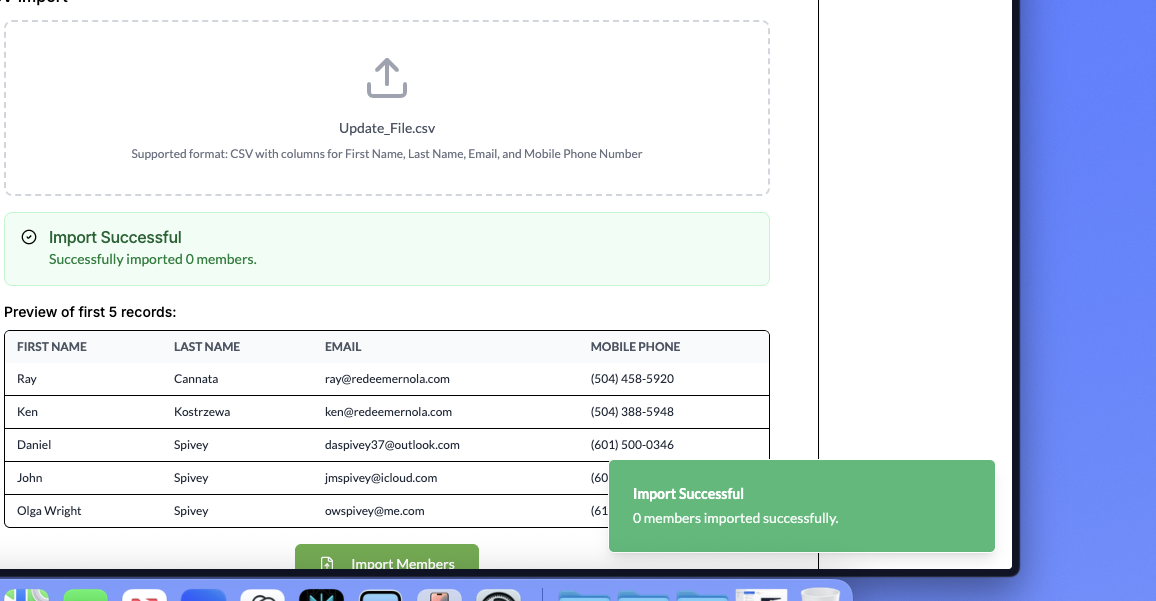 Import
Update_File.csv
Supported format: CSV with columns for First Name, Last Name, Email, and Mobile Phone Number
Import Successful
Successfully imported 0 members.
Preview of first 5 records:
FIRST NAME LAST NAME EMAIL MOBILE PHONE
Ray Cannata ray@redeemernola.com (504) 458-5920
Ken Kostrzewa ken@redeemernola.com (504) 388-5948
Daniel Spivey daspivey37@outlook.com (601) 500-0346
John Spivey jmspivey@icloud.com (60
Olga Wright Spivey owspivey@me.com (61
Import Successful
0 members imported successfully.
Import Members